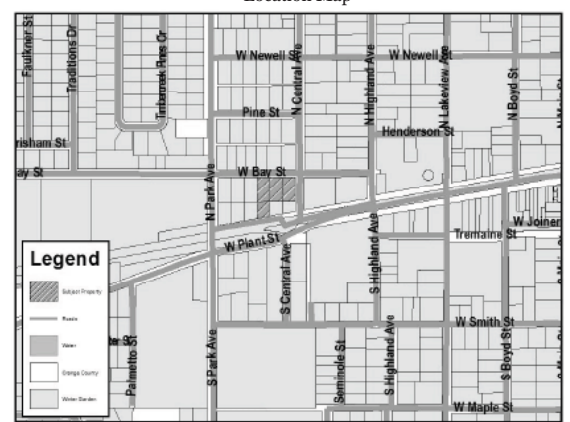 Location Map
Faulkner St
Traditions Dr
W Newell St
N Central Ave
N Highland Ave
W Newell St
N Lakeview Ave
N Boyd St
Pine St
Henderson St
risham St
ay St
N Park Ave
W Bay St
W Plant St
S Central Ave
S Highland Ave
Tremaine St
W Joiner
Legend
Subject Property
Roads
Water
Orange County
Winter Garden
Palmetto St
S Park Ave
Seminole St
S Highland Ave
W Smith St
S Boyd St
W Maple St